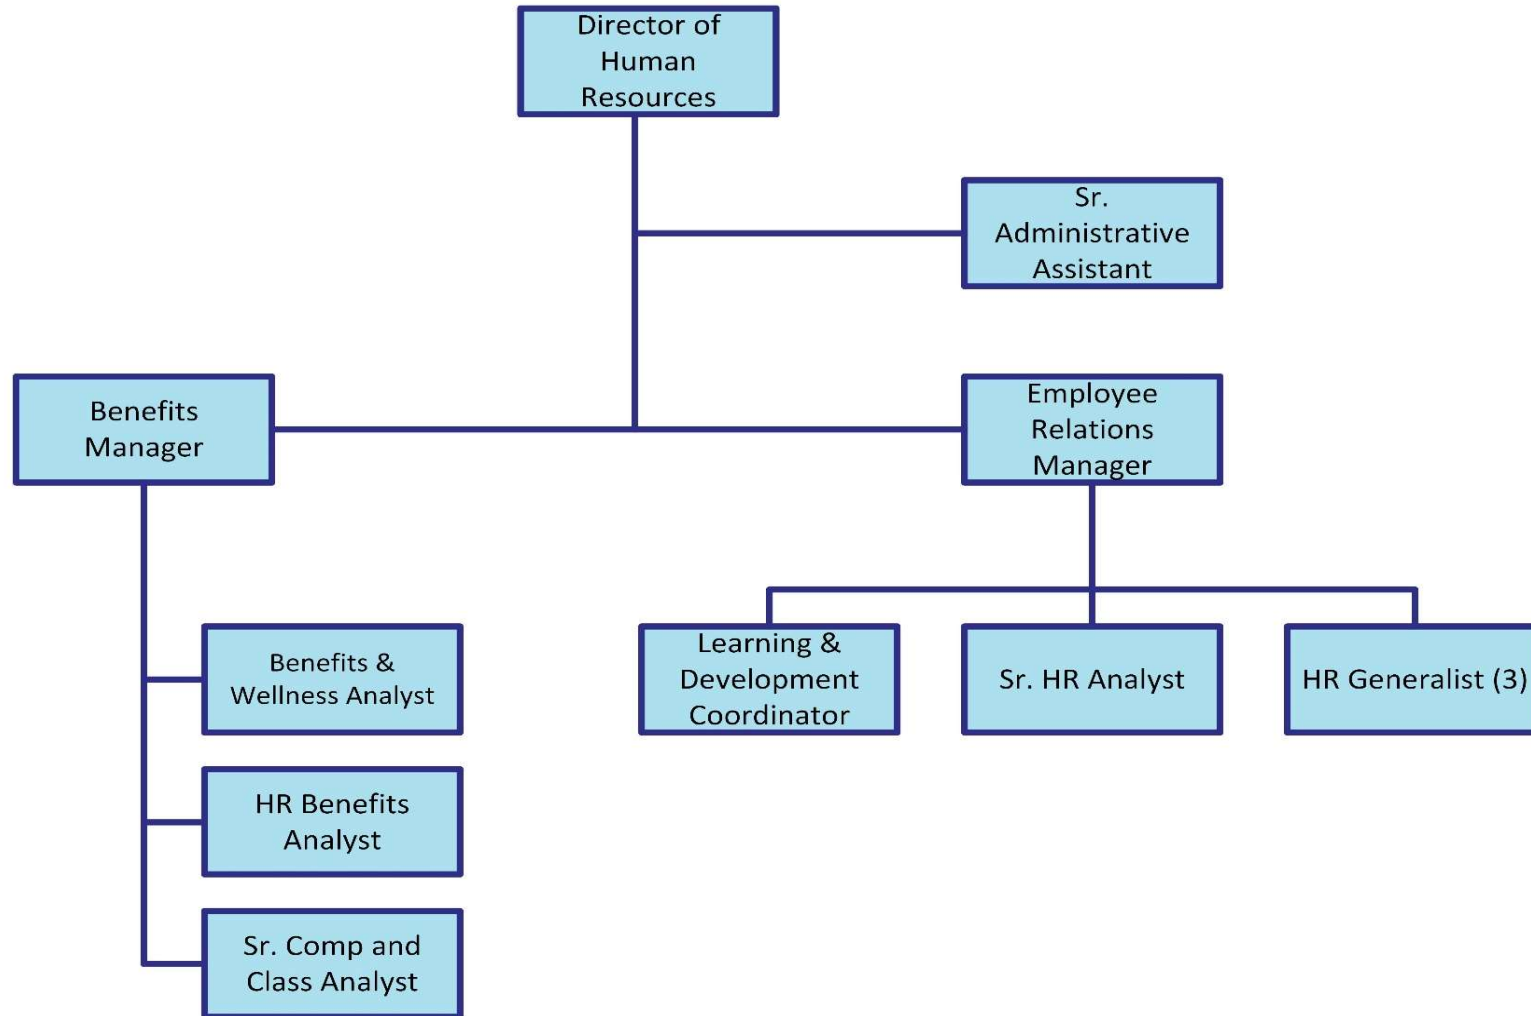 Director of
Human
Resources
Sr.
Administrative
Assistant
Benefits
Manager
Employee
Relations
Manager
Benefits &
Wellness Analyst
Learning &
Development
Coordinator
Sr. HR Analyst
HR Generalist (3)
HR Benefits
Analyst
Sr. Comp and
Class Analyst